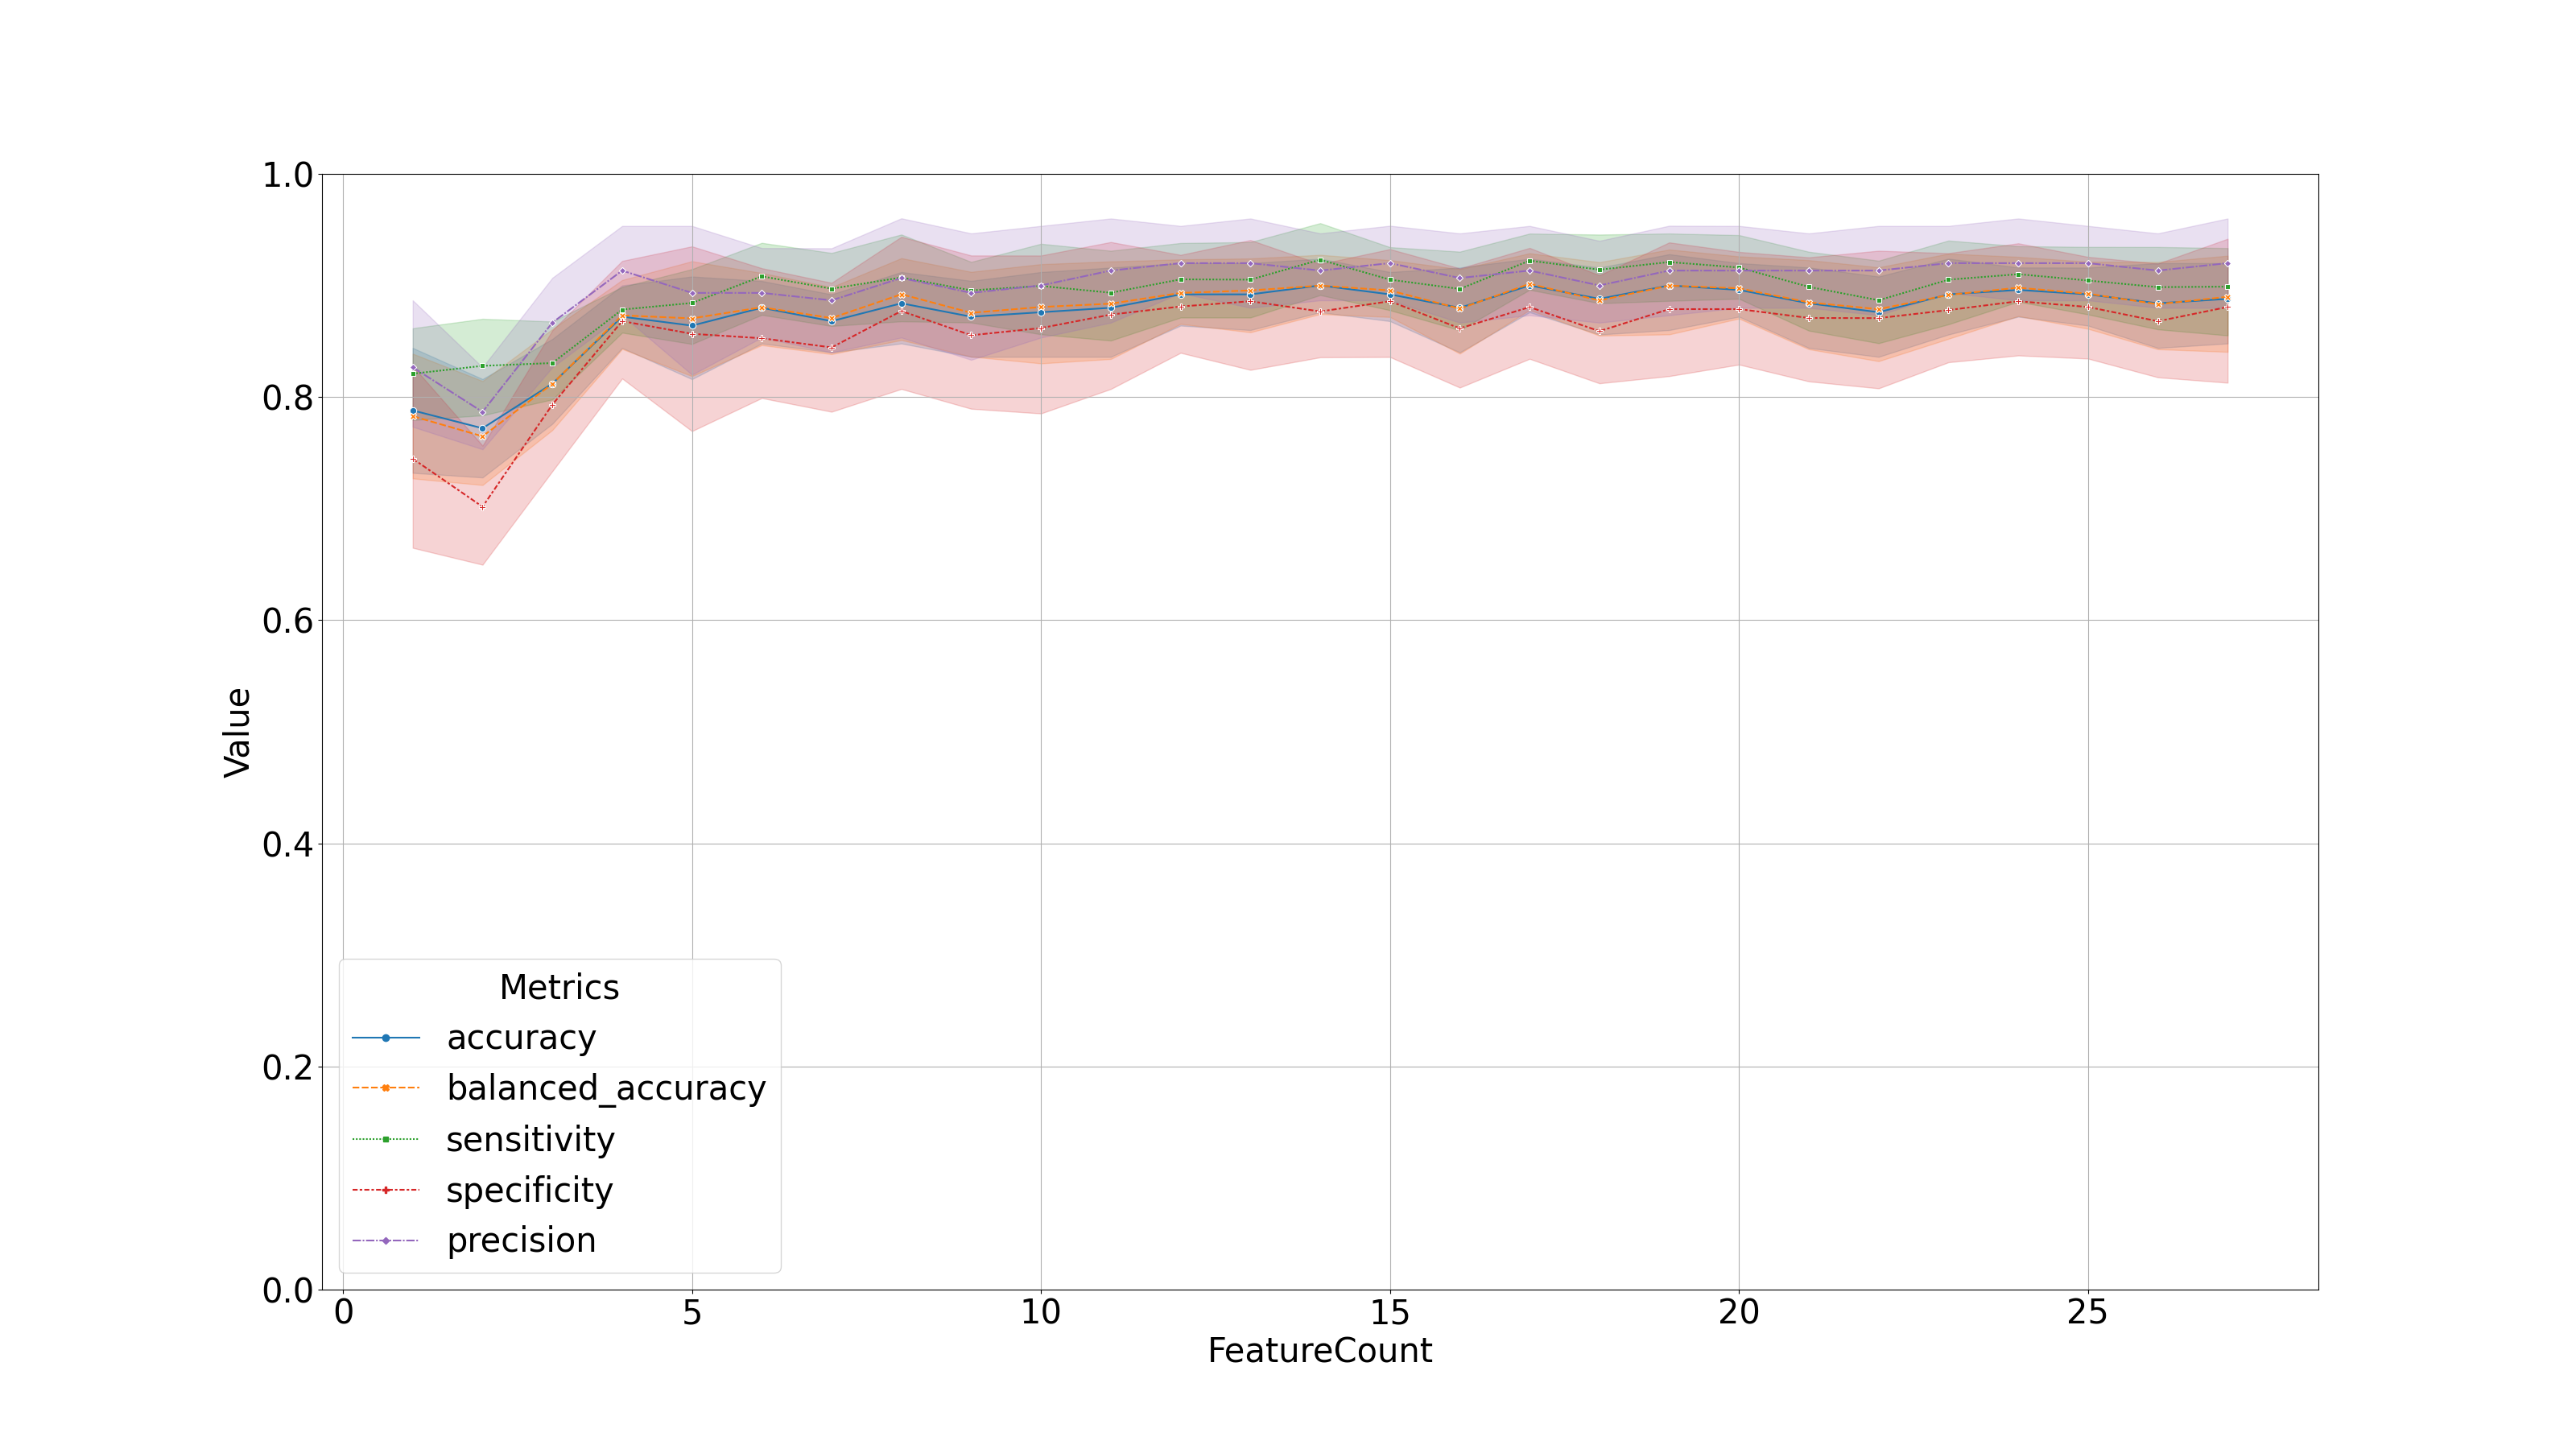 1.0
0.8
0.6
0.4
0.2
0.0
Value
0 5 10 15 20 25
FeatureCount
Metrics
accuracy
balanced_accuracy
sensitivity
specificity
precision